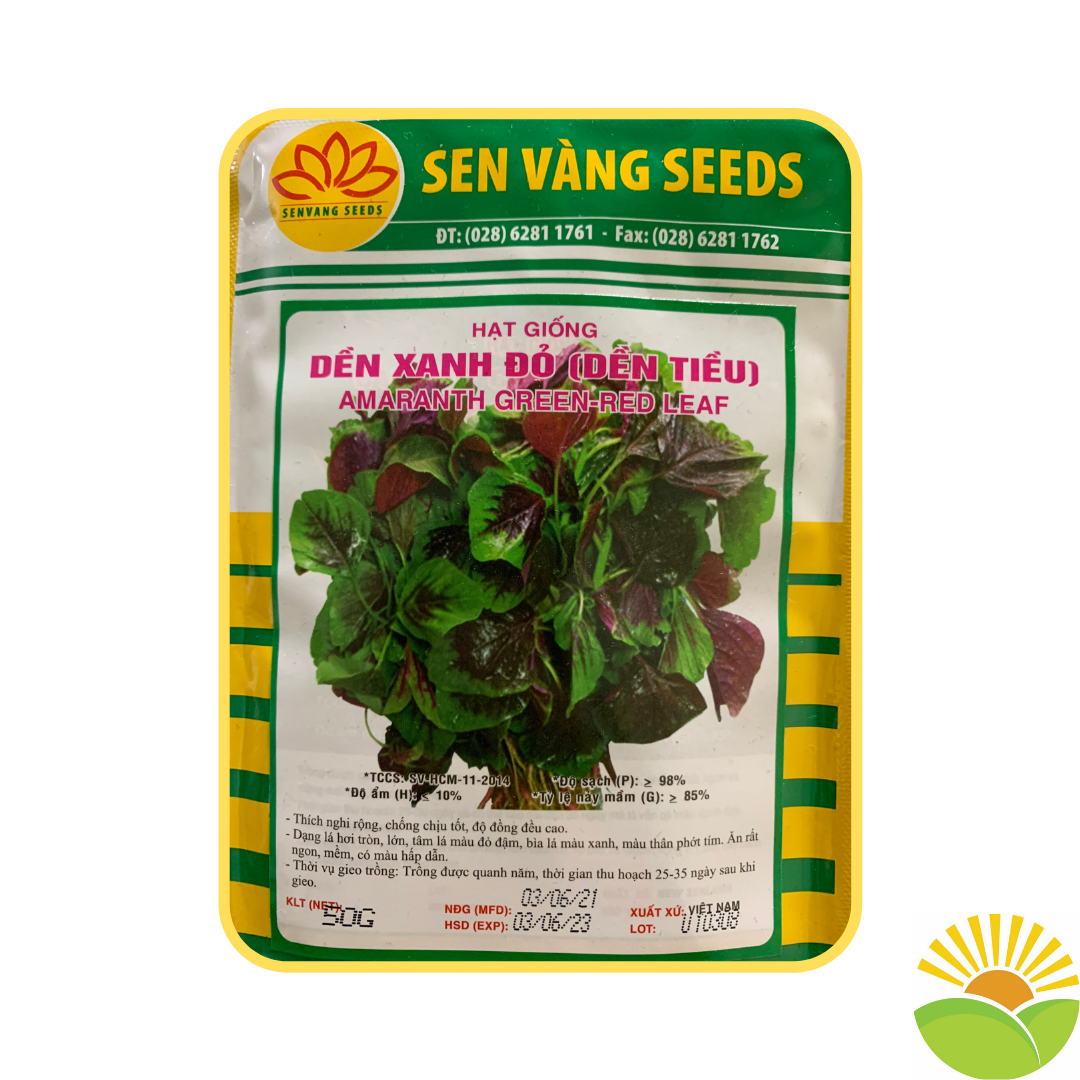 SENVANG SEEDS
SEN VÀNG SEEDS
ĐT: (028) 6281 1761 - Fax: (028) 6281 1762
HẠT GIỐNG
DỀN XANH ĐỎ (DỀN TIỀU)
AMARANTH GREEN-RED LEAF
*TCCS: SV-HCM-11-2014 *Độ sạch (P): ≥ 98%
*Độ ẩm (H): ≤ 10% *Tỷ lệ nảy mầm (G): ≥ 85%
- Thích nghi rộng, chống chịu tốt, độ đồng đều cao.
- Dạng lá hơi tròn, lớn, tâm lá màu đỏ đậm, bìa lá màu xanh, màu thân phớt tím. Ăn rất
ngon, mềm, có màu hấp dẫn.
- Thời vụ gieo trồng: Trồng được quanh năm, thời gian thu hoạch 25-35 ngày sau khi
gieo.
KLT (NET): 50G NĐG (MFD): 03/06/21 XUẤT XỨ: VIỆT NAM
HSD (EXP): 03/06/23 LOT: 010308